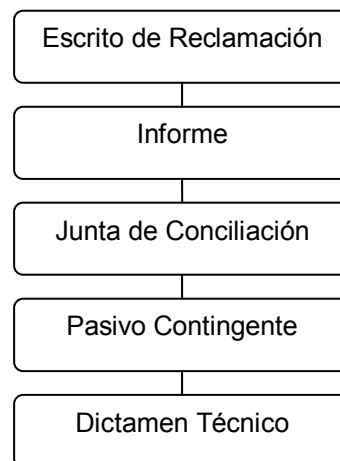 Escrito de Reclamación
Informe
Junta de Conciliación
Pasivo Contingente
Dictamen Técnico